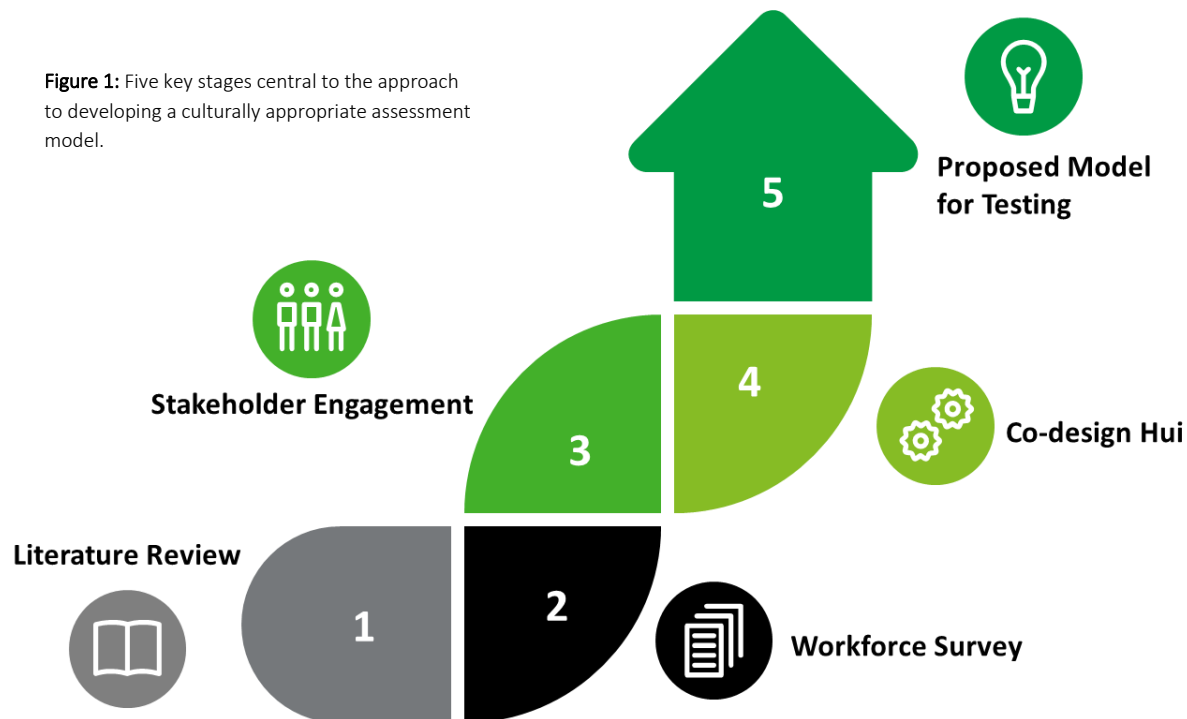 Figure 1: Five key stages central to the approach
to developing a culturally appropriate assessment
model.
5
Proposed Model
for Testing
Stakeholder Engagement
3
4
Co-design Hui
Literature Review
1
2
Workforce Survey